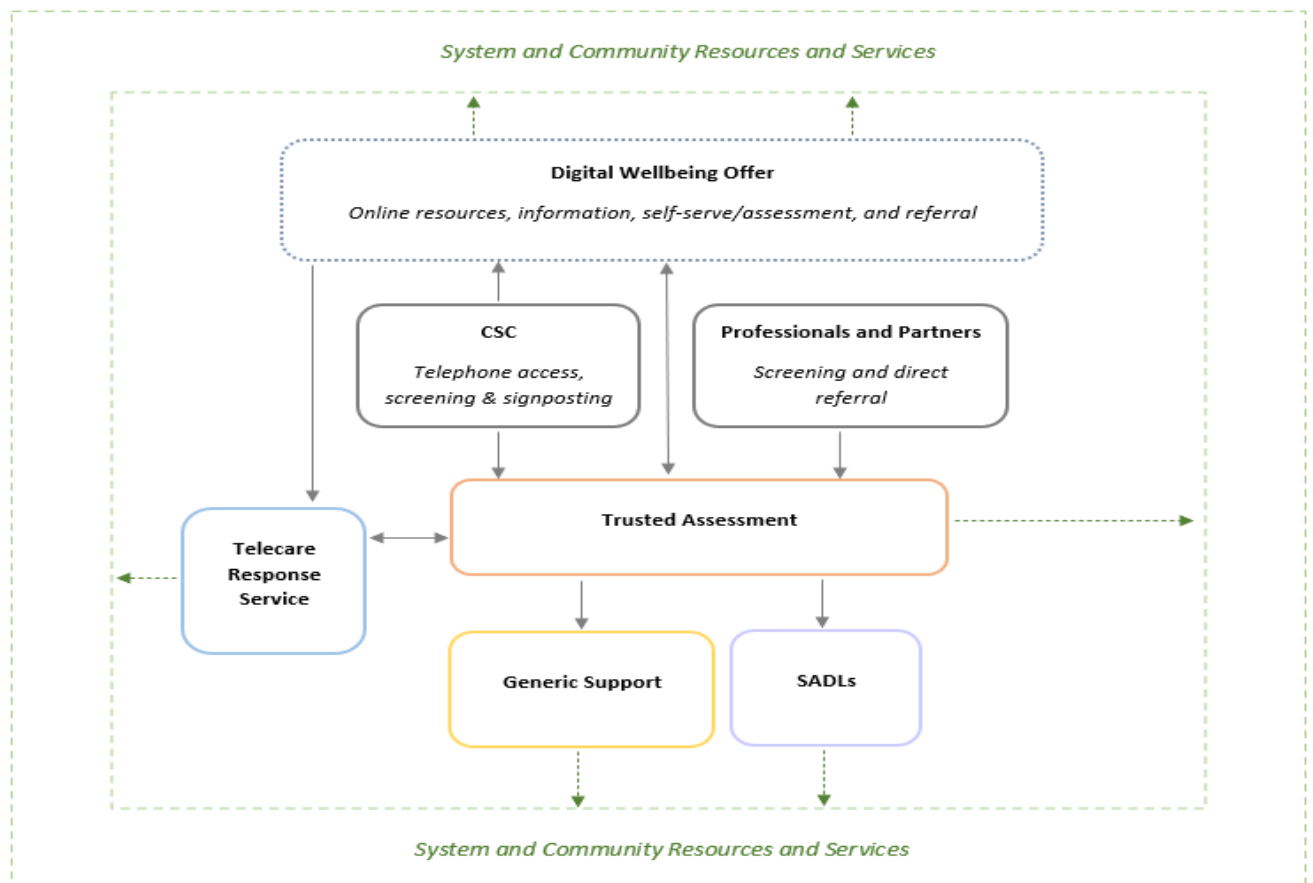 System and Community Resources and Services
Digital Wellbeing Offer
Online resources, information, self-serve/assessment, and referral
CSC
Telephone access,
screening & signposting
Professionals and Partners
Screening and direct
referral
Trusted Assessment
Telecare
Response
Service
Generic Support
SADLs
System and Community Resources and Services